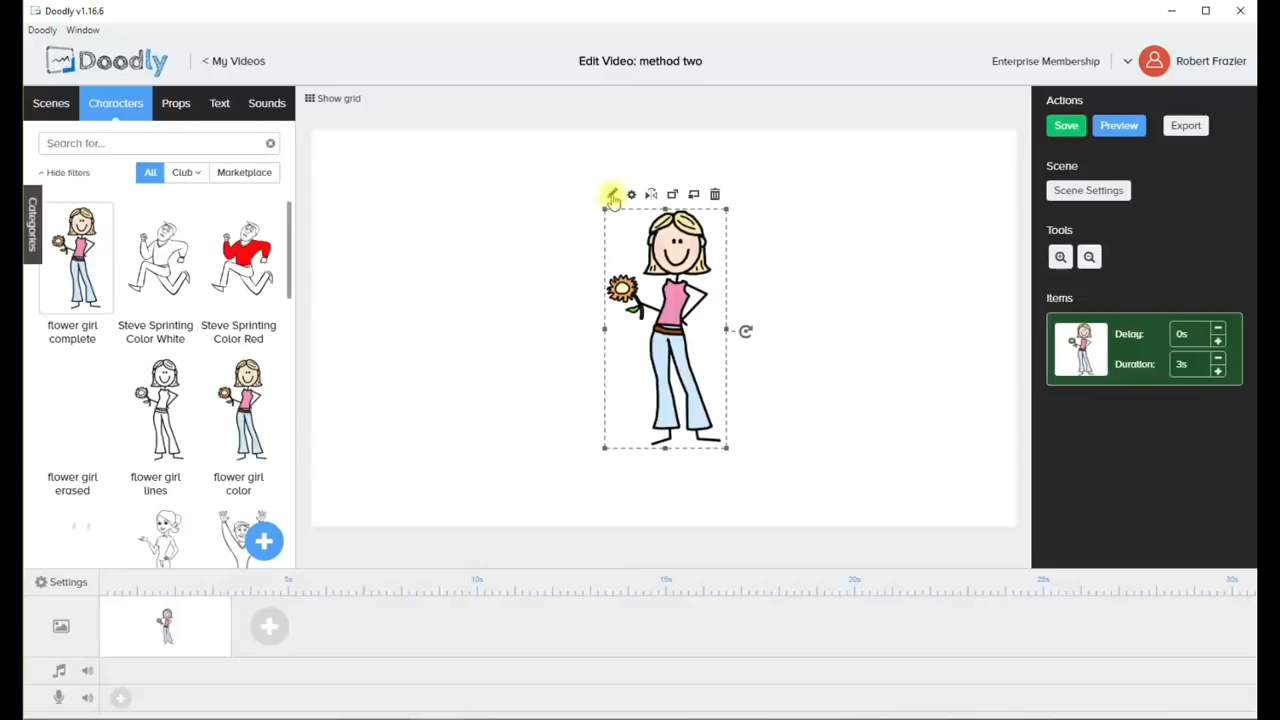 Doodly v1.16.6
Doodly Window
Doodly
< My Videos
Edit Video: method two
Enterprise Membership
Robert Frazier
Scenes
Characters
Props
Text
Sounds
Show grid
Search for...
Hide filters
All
Club
Marketplace
Categories
flower girl
complete
Steve Sprinting
Color White
Steve Sprinting
Color Red
flower girl
erased
flower girl
lines
flower girl
color
Actions
Save
Preview
Export
Scene
Scene Settings
Tools
Items
Delay:
0s
Duration:
3s
Settings
5s
10s
15s
20s
25s
30s